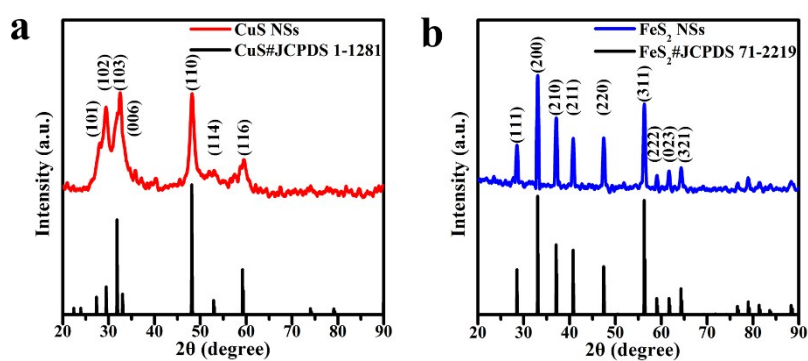 a
CuS NSs
CuS#JCPDS 1-1281
(101)
(102)
(103)
(006)
(110)
(114)
(116)
Intensity (a.u.)
20 30 40 50 60 70 80 90
2θ (degree)
b
FeS₂ NSs
FeS₂#JCPDS 71-2219
(111)
(200)
(210)
(211)
(220)
(311)
(222)
(023)
(321)
Intensity (a.u.)
20 30 40 50 60 70 80 90
2θ (degree)